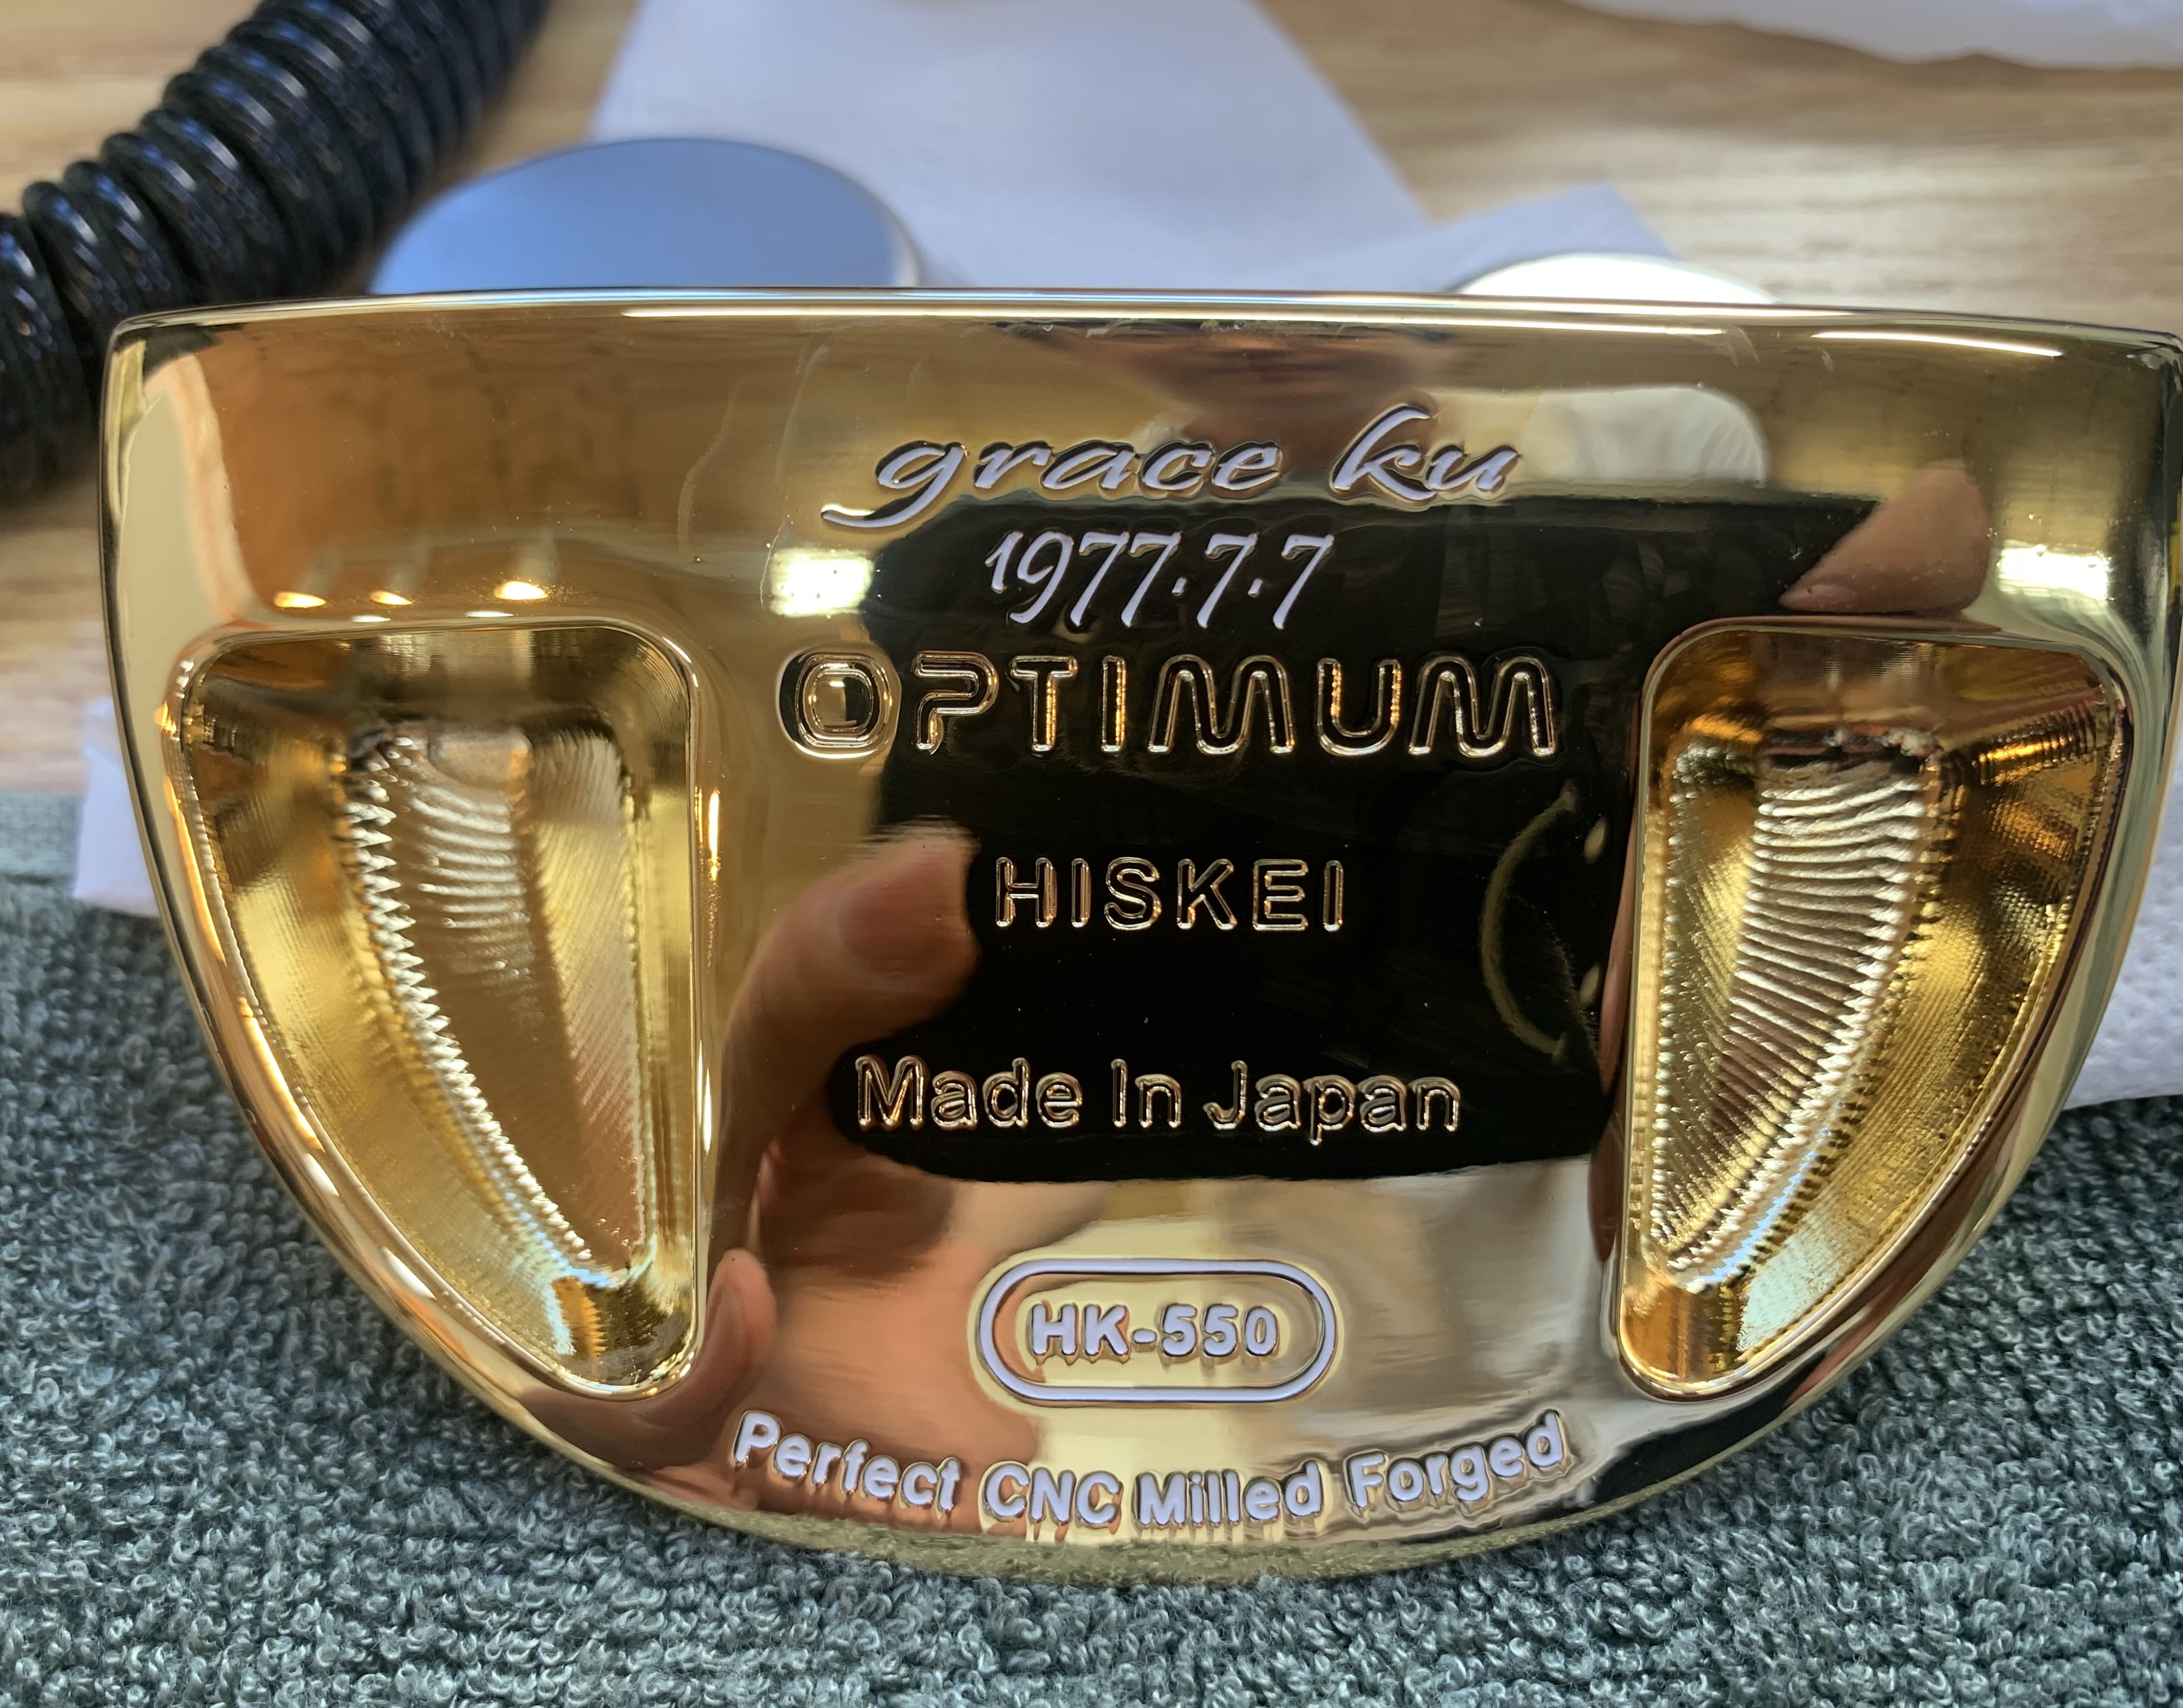 grace ku
1977.7.7
OPTIMUM
HISKEI
Made In Japan
HK-550
Perfect CNC Milled Forged